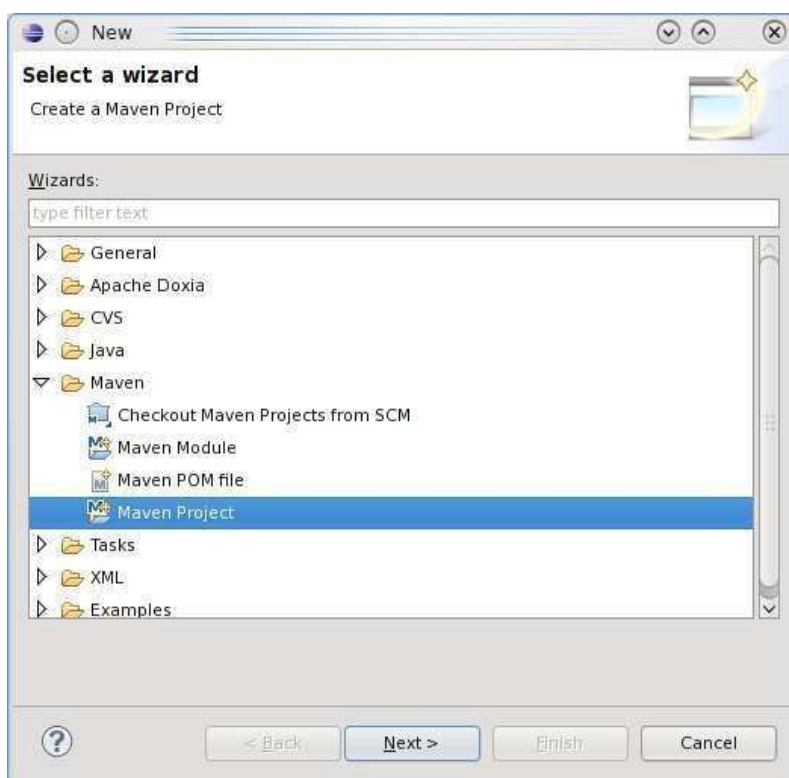 New
Select a wizard
Create a Maven Project
Wizards:
type filter text
General
Apache Doxia
CVS
Java
Maven
Checkout Maven Projects from SCM
Maven Module
Maven POM file
Maven Project
Tasks
XML
Examples
< Back Next > Finish Cancel